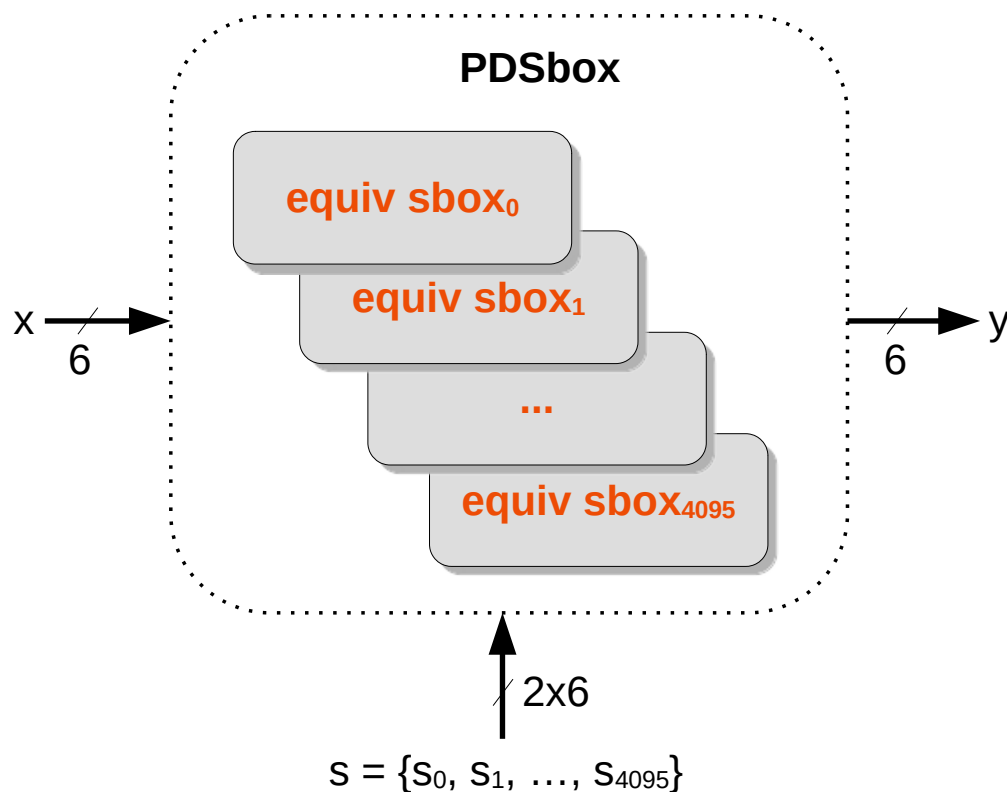 PDSbox
equiv sbox₀
equiv sbox₁
x
6
y
6
...
equiv sbox₄₀₉₅
2x6
s = {s₀, s₁, ..., s₄₀₉₅}